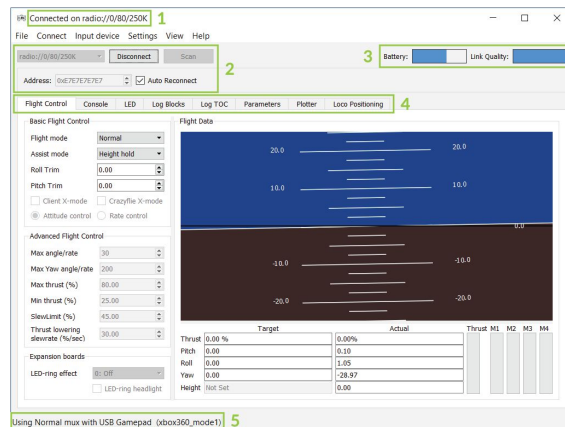 Connected on radio://0/80/250K 1
File Connect Input device Settings View Help
radio://0/80/250K Disconnect Scan
2
3 Battery: Link Quality:
Address: 0xE7E7E7E7E7 Auto Reconnect
Flight Control Console LED Log Blocks Log TOC Parameters Plotter Loco Positioning 4
Basic Flight Control
Flight mode Normal
Assist mode Height hold
Roll Trim 0.00
Pitch Trim 0.00
Client X-mode Crazyflie X-mode
Attitude control Rate control
Advanced Flight Control
Max angle/rate 30
Max Yaw angle/rate 200
Max thrust (%) 80.00
Min thrust (%) 25.00
SlewLimit (%) 45.00
Thrust lowering
slewrate (%/sec) 30.00
Expansion boards
LED-ring effect 0: Off
LED-ring headlight
Flight Data
20.0 20.0
10.0 10.0
0.0
-10.0 -10.0
-20.0 -20.0
Target Actual Thrust M1 M2 M3 M4
Thrust 0.00 % 0.00%
Pitch 0.00 0.10
Roll 0.00 1.05
Yaw 0.00 -28.97
Height Not Set 0.00
Using Normal mux with USB Gamepad (xbox360_mode1) 5